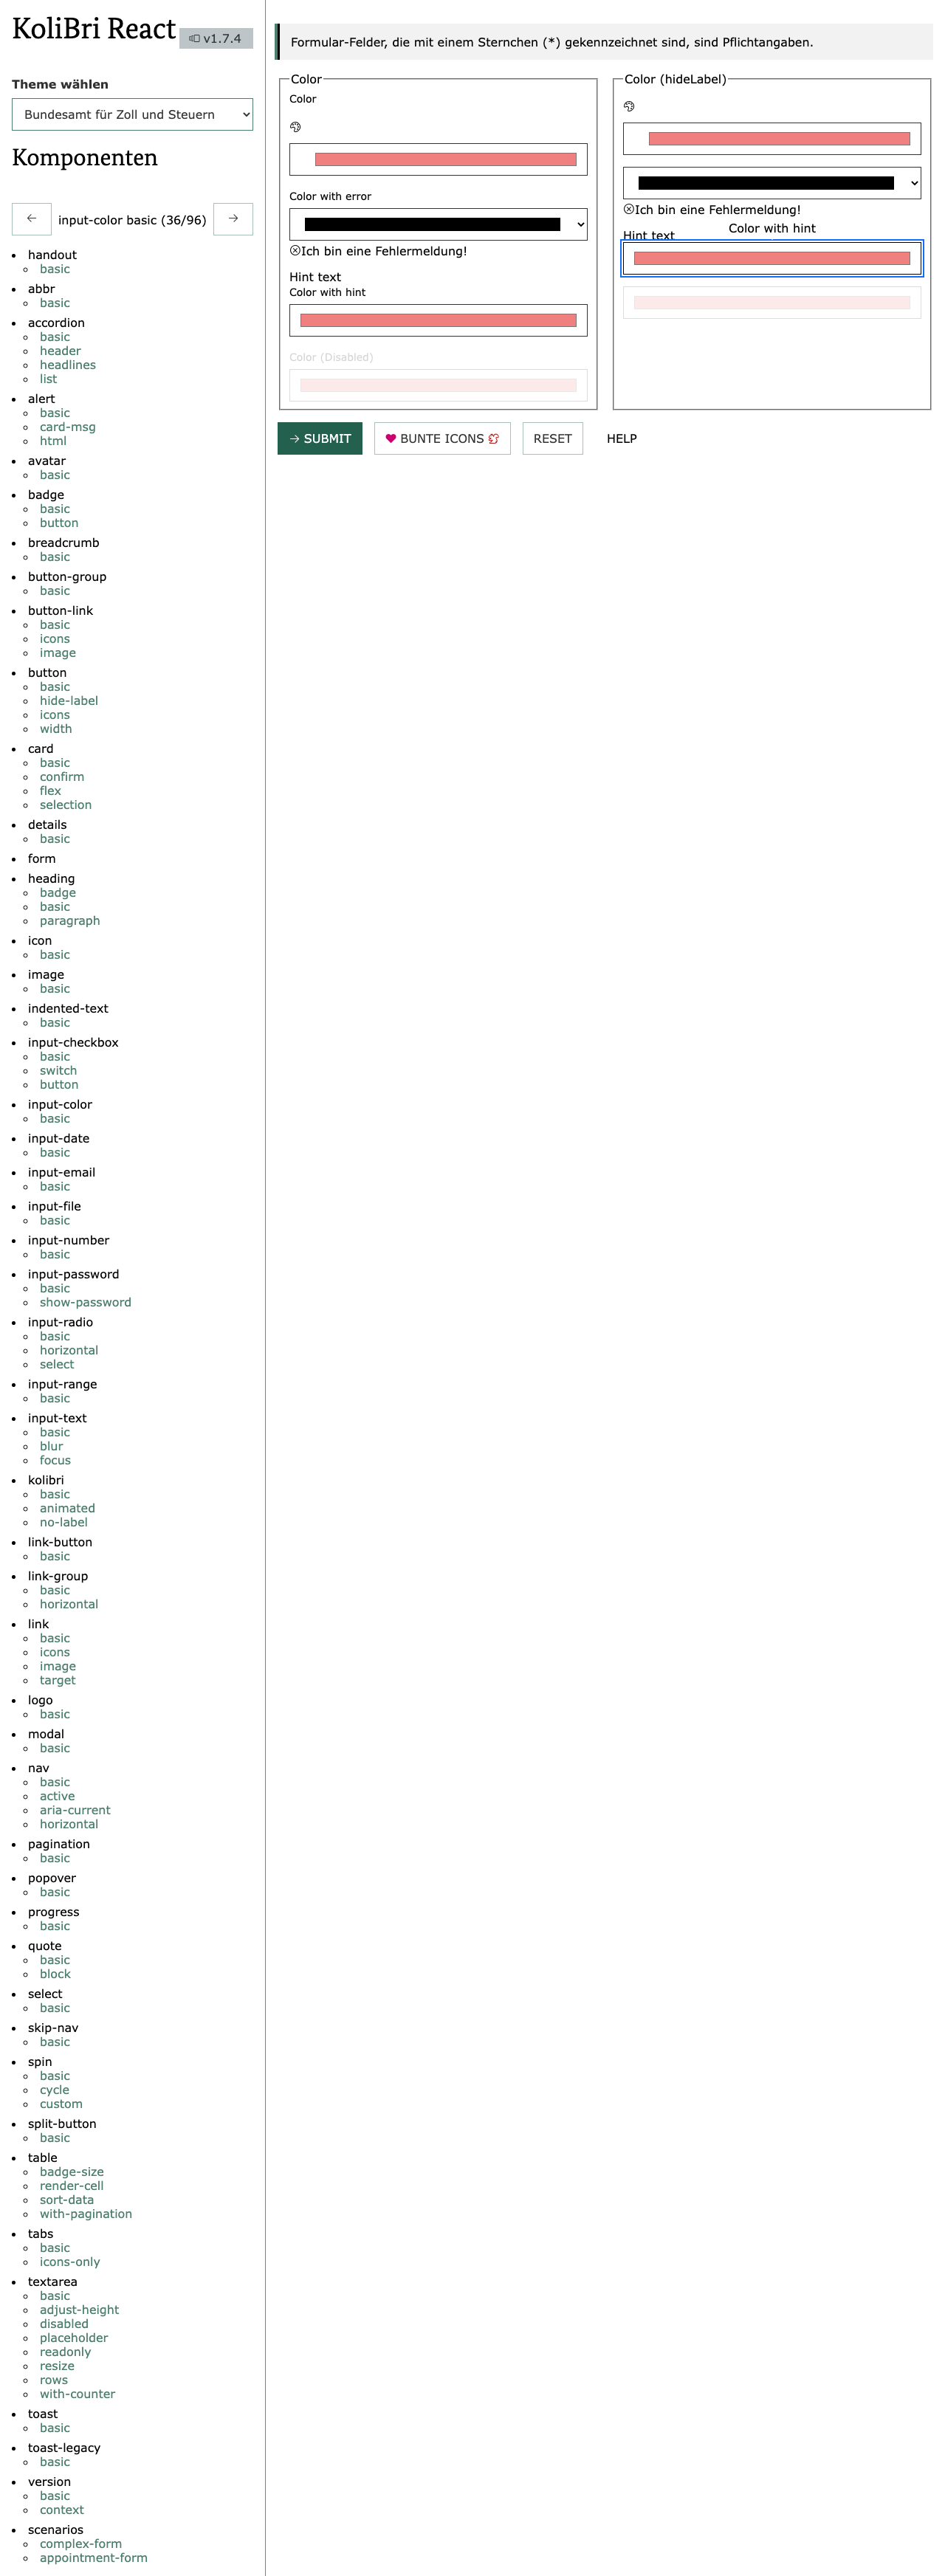 KoliBri React
v1.7.4
Theme wählen
Bundesamt für Zoll und Steuern
Komponenten
input-color basic (36/96)
handout
basic
abbr
basic
accordion
basic
header
headlines
list
alert
basic
card-msg
html
avatar
basic
badge
basic
button
breadcrumb
basic
button-group
basic
button-link
basic
icons
image
button
basic
hide-label
icons
width
card
basic
confirm
flex
selection
details
basic
form
heading
badge
basic
paragraph
icon
basic
image
basic
indented-text
basic
input-checkbox
basic
switch
button
input-color
basic
input-date
basic
input-email
basic
input-file
basic
input-number
basic
input-password
basic
show-password
input-radio
basic
horizontal
select
input-range
basic
input-text
basic
blur
focus
kolibri
basic
animated
no-label
link-button
basic
link-group
basic
horizontal
link
basic
icons
image
target
logo
basic
modal
basic
nav
basic
active
aria-current
horizontal
pagination
basic
popover
basic
progress
basic
quote
basic
block
select
basic
skip-nav
basic
spin
basic
cycle
custom
split-button
basic
table
badge-size
render-cell
sort-data
with-pagination
tabs
basic
icons-only
textarea
basic
adjust-height
disabled
placeholder
readonly
resize
rows
with-counter
toast
basic
toast-legacy
basic
version
basic
context
scenarios
complex-form
appointment-form
Formular-Felder, die mit einem Sternchen (*) gekennzeichnet sind, sind Pflichtangaben.
Color
Color
Color with error
Ich bin eine Fehlermeldung!
Hint text
Color with hint
Color (Disabled)
Color (hideLabel)
Ich bin eine Fehlermeldung!
Color with hint
Hint text
SUBMIT
BUNTE ICONS
RESET
HELP